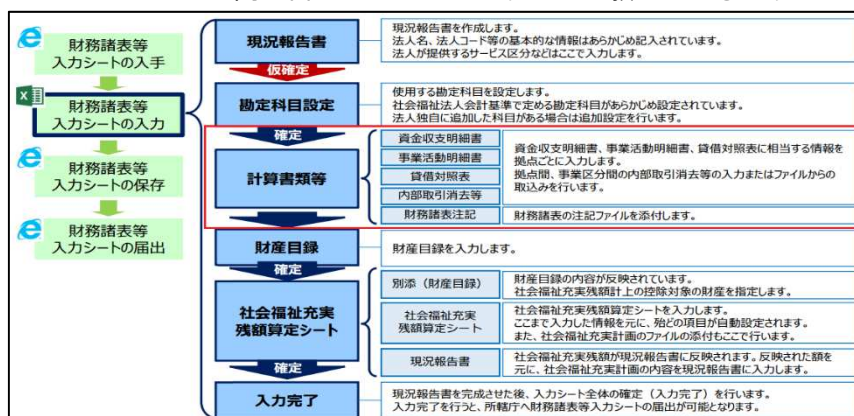 財務諸表等
入力シートの入手
財務諸表等
入力シートの入力
財務諸表等
入力シートの保存
財務諸表等
入力シートの届出
現況報告書
現況報告書を作成します。
法人名、法人コード等の基本的な情報はあらかじめ記入されています。
法人が提供するサービス区分などはここで入力します。
仮確定
勘定科目設定
使用する勘定科目を設定します。
社会福祉法人会計基準で定める勘定科目があらかじめ設定されています。
法人独自に追加した科目がある場合は追加設定を行います。
確定
計算書類等
資金収支明細書
事業活動明細書
貸借対照表
内部取引消去等
資金収支明細書、事業活動明細書、貸借対照表に相当する情報を
拠点ごとに入力します。
拠点間、事業区分間の内部取引消去等の入力またはファイルからの
取込みを行います。
財務諸表注記
財務諸表の注記ファイルを添付します。
財産目録
財産目録を入力します。
確定
社会福祉充実
残額算定シート
別添（財産目録）
財産目録の内容が反映されています。
社会福祉充実残額計上の控除対象の財産を指定します。
社会福祉充実
残額算定シート
社会福祉充実残額算定シートを入力します。
ここまで入力した情報を元に、殆どの項目が自動設定されます。
また、社会福祉充実計画のファイルの添付もここで行います。
現況報告書
社会福祉充実残額が現況報告書に反映されます。反映された額を
元に、社会福祉充実計画の内容を現況報告書に入力します。
確定
入力完了
現況報告書を完成させた後、入力シート全体の確定（入力完了）を行います。
入力完了を行うと、所轄庁へ財務諸表等入力シートの届出が可能となります。